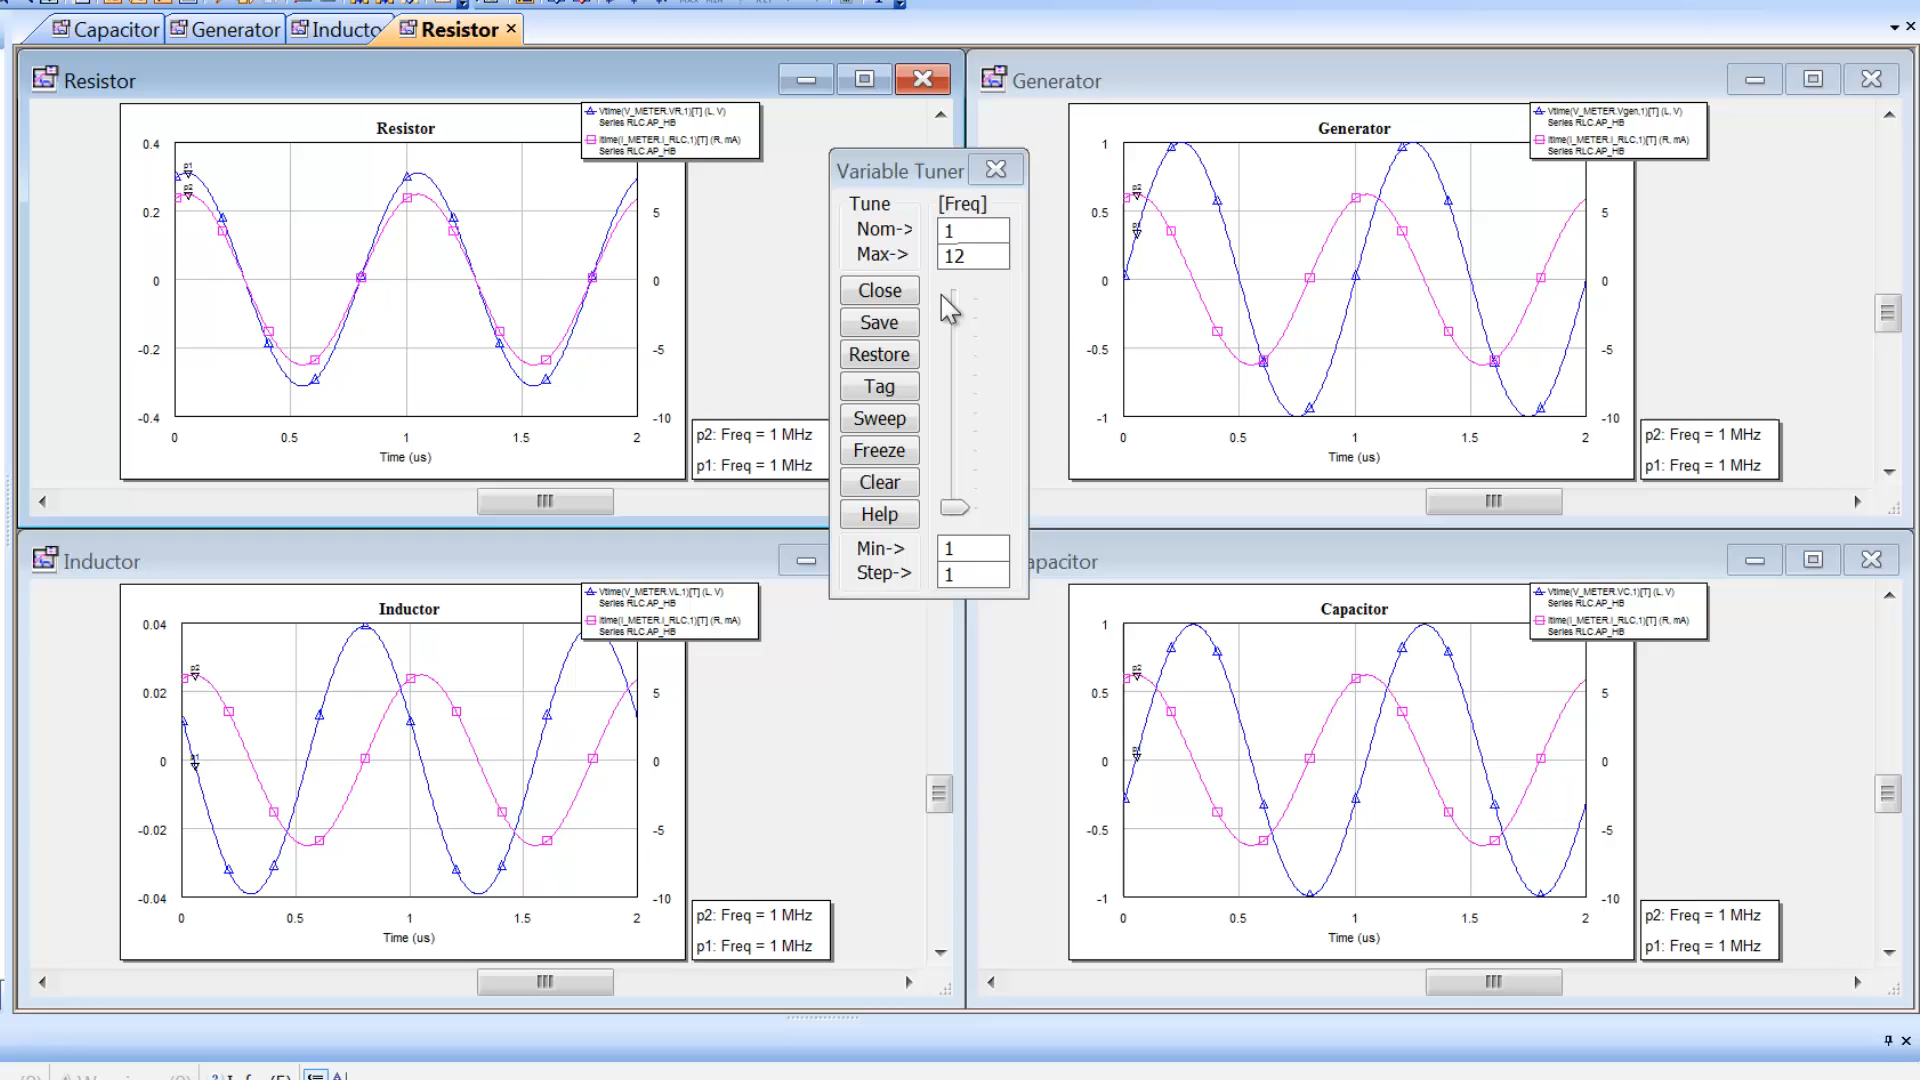 Capacitor
Generator
Inducto
Resistor
Resistor
Vtime(V_METER.VR,1)[T] (L, V)
Series RLC.AP_HB
Itime(I_METER.I_RLC,1)[T] (R, mA)
Series RLC.AP_HB
Resistor
0.4
0.2
0
-0.2
-0.4
p1
p2
5
0
-5
-10
0
0.5
1
1.5
2
Time (us)
p2: Freq = 1 MHz
p1: Freq = 1 MHz
Variable Tuner
Tune
[Freq]
Nom->
1
Max->
12
Close
Save
Restore
Tag
Sweep
Freeze
Clear
Help
Min->
1
Step->
1
Generator
Vtime(V_METER.Vgen,1)[T] (L, V)
Series RLC.AP_HB
Itime(I_METER.I_RLC,1)[T] (R, mA)
Series RLC.AP_HB
Generator
1
0.5
0
-0.5
-1
p2
p1
5
0
-5
-10
0
0.5
1
1.5
2
Time (us)
p2: Freq = 1 MHz
p1: Freq = 1 MHz
Inductor
Vtime(V_METER.VL,1)[T] (L, V)
Series RLC.AP_HB
Itime(I_METER.I_RLC,1)[T] (R, mA)
Series RLC.AP_HB
Inductor
0.04
0.02
0
-0.02
-0.04
p2
p1
5
0
-5
-10
0
0.5
1
1.5
2
Time (us)
p2: Freq = 1 MHz
p1: Freq = 1 MHz
apacitor
Vtime(V_METER.VC,1)[T] (L, V)
Series RLC.AP_HB
Itime(I_METER.I_RLC,1)[T] (R, mA)
Series RLC.AP_HB
Capacitor
1
0.5
0
-0.5
-1
p2
p1
5
0
-5
-10
0
0.5
1
1.5
2
Time (us)
p2: Freq = 1 MHz
p1: Freq = 1 MHz